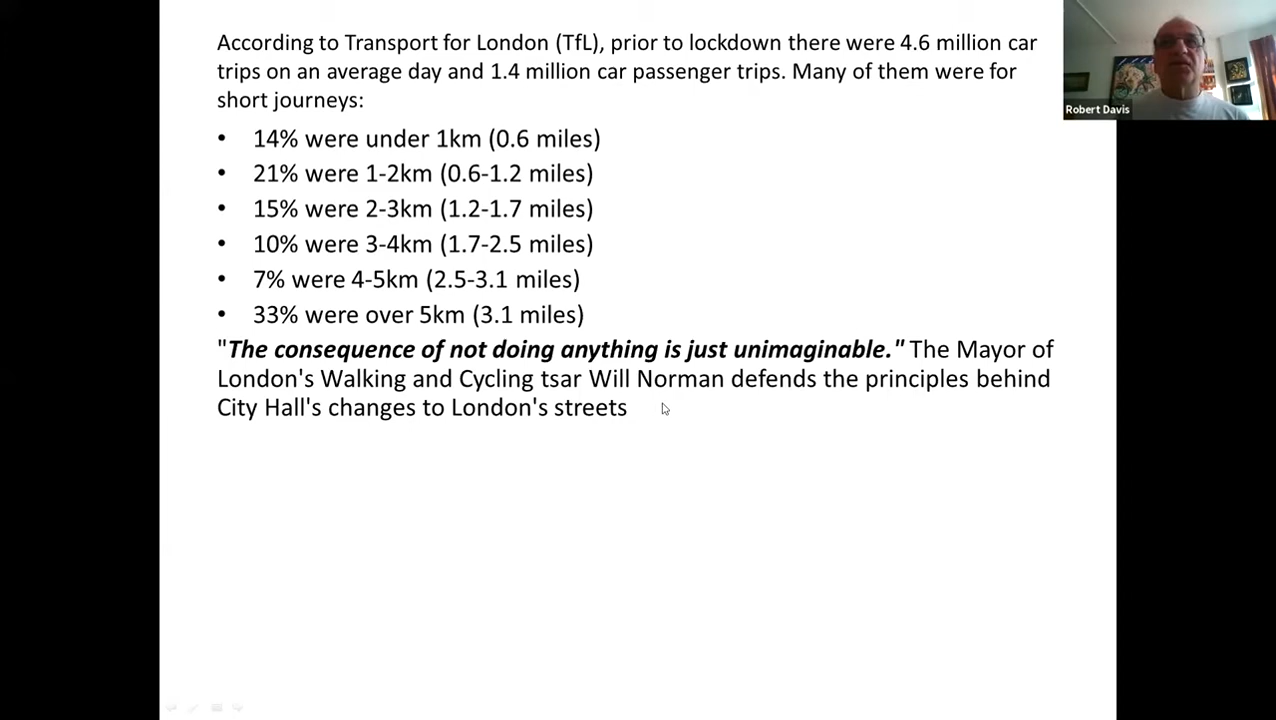 According to Transport for London (TfL), prior to lockdown there were 4.6 million car
trips on an average day and 1.4 million car passenger trips. Many of them were for
short journeys:
• 14% were under 1km (0.6 miles)
• 21% were 1-2km (0.6-1.2 miles)
• 15% were 2-3km (1.2-1.7 miles)
• 10% were 3-4km (1.7-2.5 miles)
• 7% were 4-5km (2.5-3.1 miles)
• 33% were over 5km (3.1 miles)
"The consequence of not doing anything is just unimaginable." The Mayor of
London's Walking and Cycling tsar Will Norman defends the principles behind
City Hall's changes to London's streets
Robert Davis